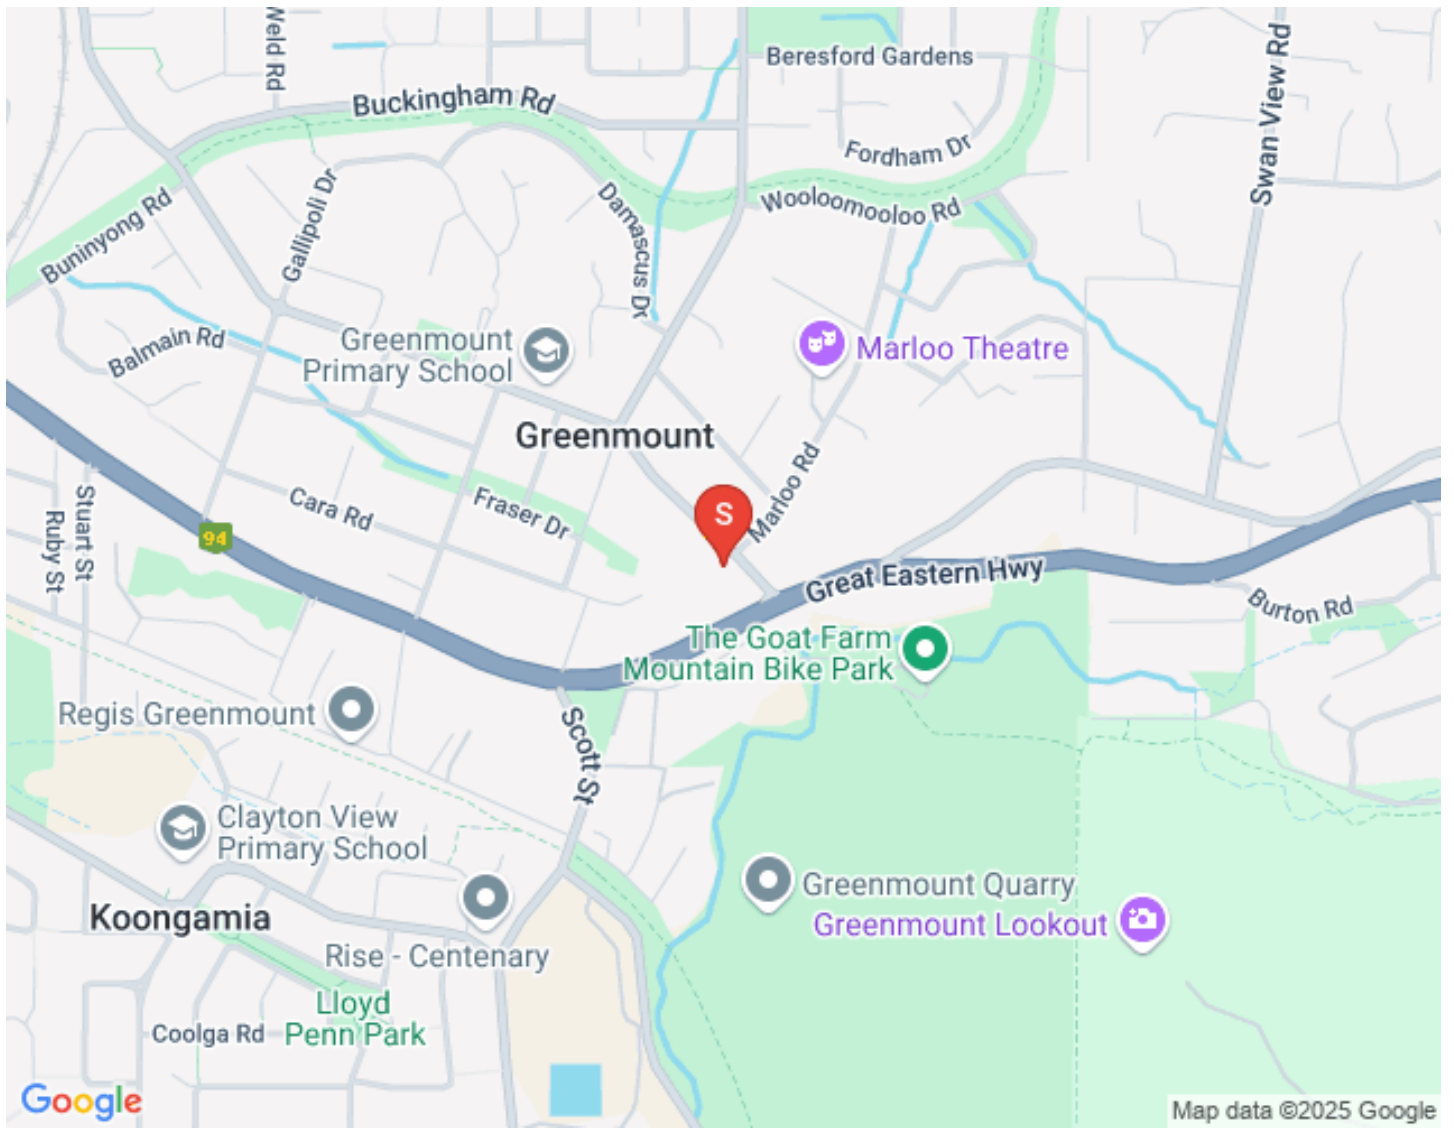 Weld Rd
Beresford Gardens
Swan View Rd
Buckingham Rd
Fordham Dr
Gallipoli Dr
Damascus Dr
Wooloomooloo Rd
Buninyong Rd
Balmain Rd
Greenmount
Primary School
Marloo Theatre
Greenmount
Marloo Rd
S
Stuart St
Ruby St
Cara Rd
Fraser Dr
94
Great Eastern Hwy
Burton Rd
The Goat Farm
Mountain Bike Park
Regis Greenmount
Scott St
Clayton View
Primary School
Greenmount Quarry
Greenmount Lookout
Koongamia
Rise - Centenary
Lloyd
Penn Park
Coolga Rd
Google
Map data ©2025 Google